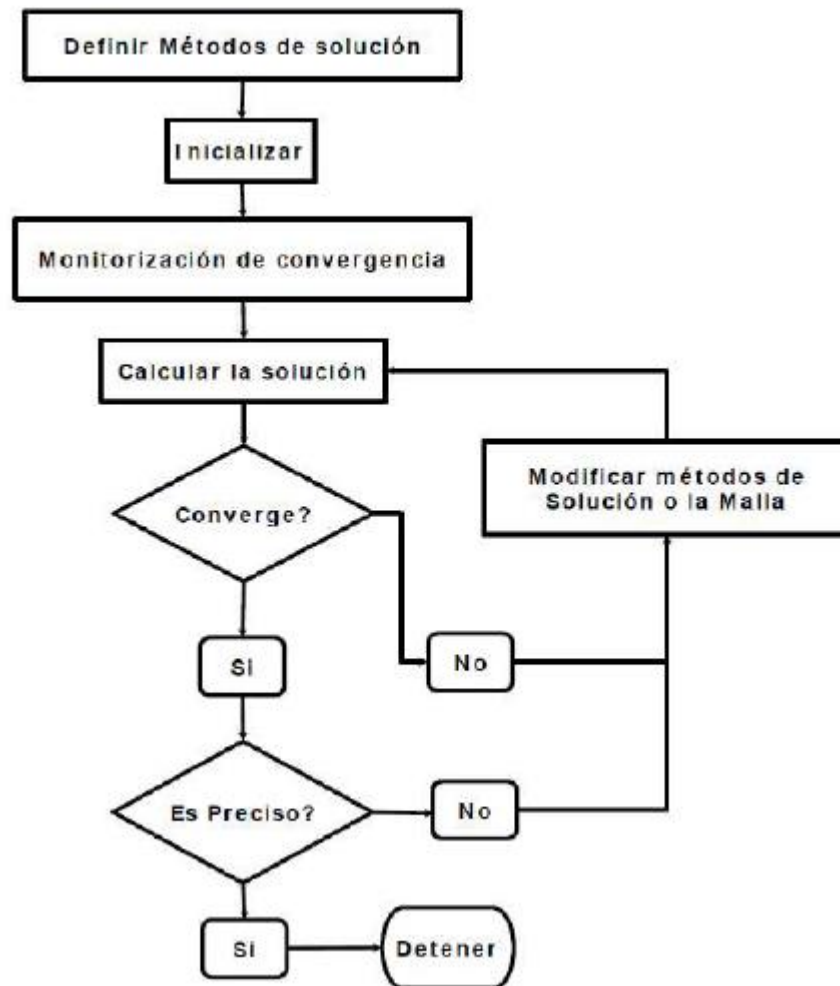 Definir Métodos de solución
Inicializar
Monitorización de convergencia
Calcular la solución
Modificar métodos de
Solución o la Malla
Converge?
Si
No
Es Preciso?
No
Si
Detener